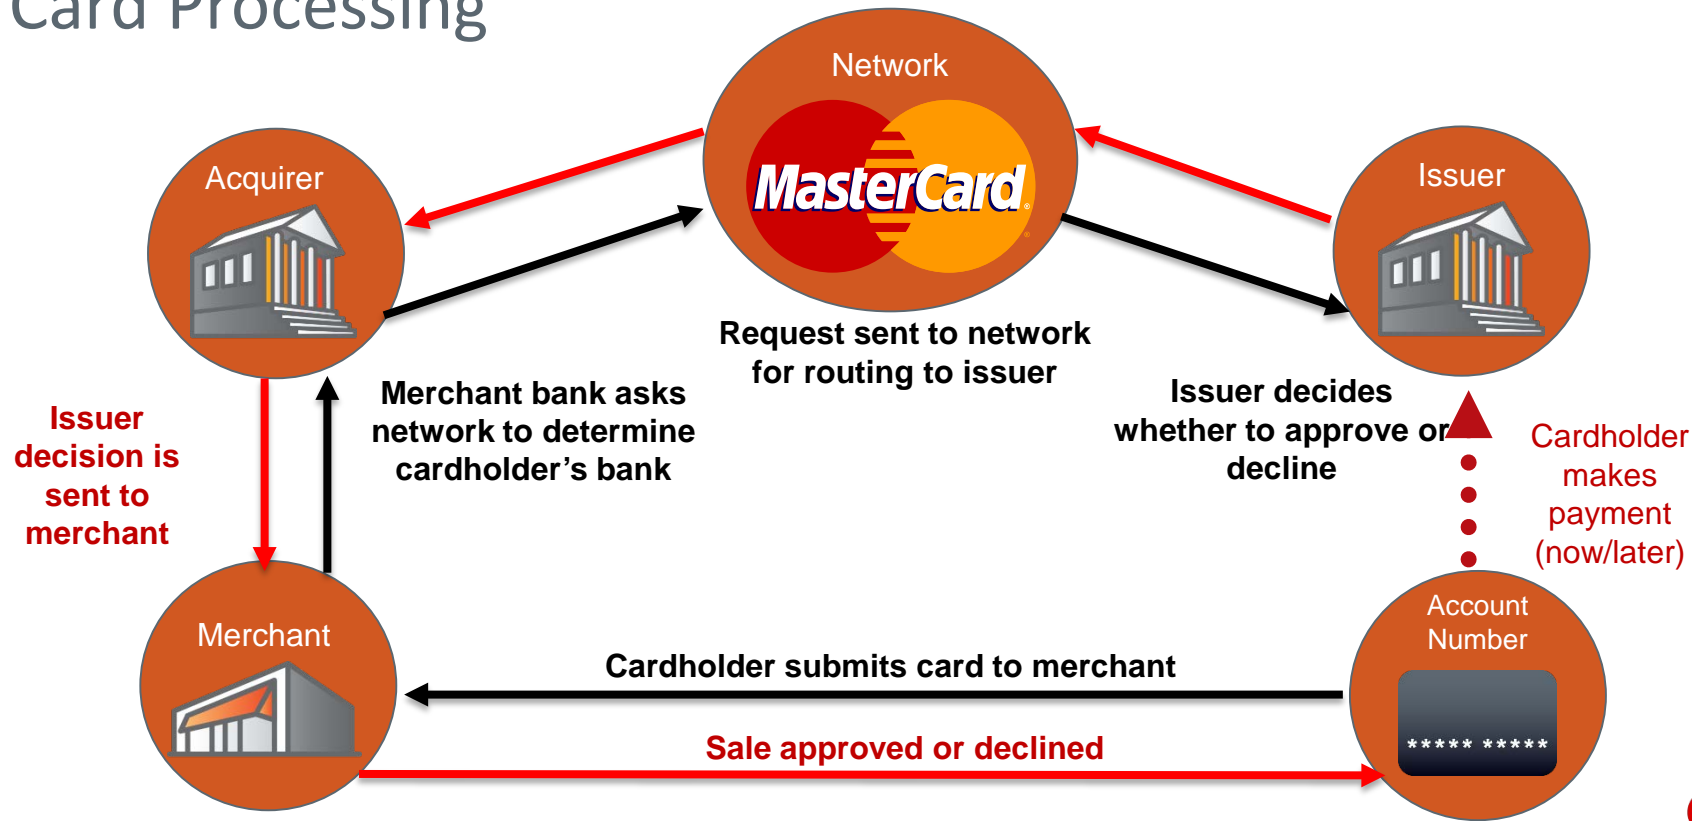 Card Processing
Network
MasterCard
Acquirer
Issuer
Request sent to network
for routing to issuer
Merchant bank asks
network to determine
cardholder’s bank
Issuer decides
whether to approve or
decline
Issuer
decision is
sent to
merchant
Cardholder
makes
payment
(now/later)
Merchant
Account
Number
***** *****
Cardholder submits card to merchant
Sale approved or declined